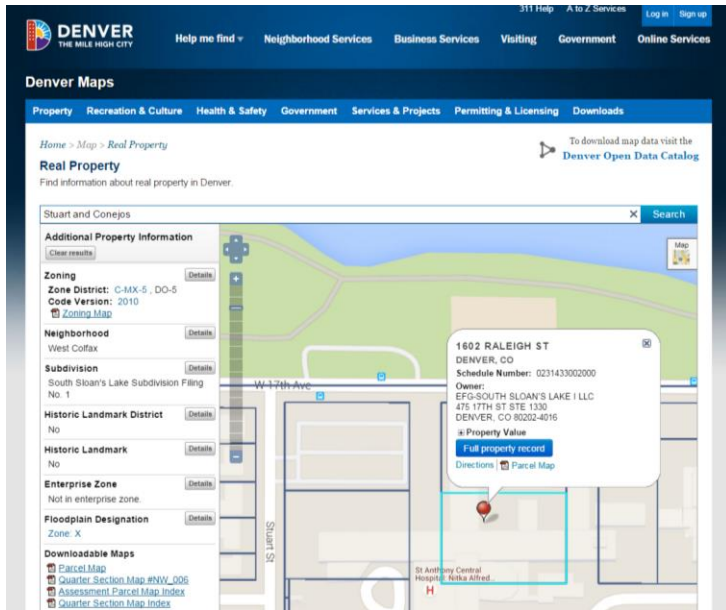 311 Help A to Z Services Log in Sign up
DENVER
THE MILE HIGH CITY
Help me find Neighborhood Services Business Services Visiting Government Online Services
Denver Maps
Property Recreation & Culture Health & Safety Government Services & Projects Permitting & Licensing Downloads
Home > Map > Real Property
To download map data visit the
Denver Open Data Catalog
Real Property
Find information about real property in Denver.
Stuart and Conejos
Search
Additional Property Information
Clear results
Zoning Details
Zone District: C-MX-5 , DO-5
Code Version: 2010
Zoning Map
Neighborhood Details
West Colfax
Subdivision Details
South Sloan's Lake Subdivision Filing
No. 1
Historic Landmark District Details
No
Historic Landmark Details
No
Enterprise Zone Details
Not in enterprise zone.
Floodplain Designation Details
Zone: X
Downloadable Maps
Parcel Map
Quarter Section Map #NW_006
Assessment Parcel Map Index
Quarter Section Map Index
Map
W 17th Ave
Stuart St
1602 RALEIGH ST
DENVER, CO
Schedule Number: 0231433002000
Owner:
EFG-SOUTH SLOAN'S LAKE I LLC
475 17TH ST STE 1330
DENVER, CO 80202-4016
Property Value
Full property record
Directions | Parcel Map
St Anthony Central
Hospital: Nitka Alfred...
H